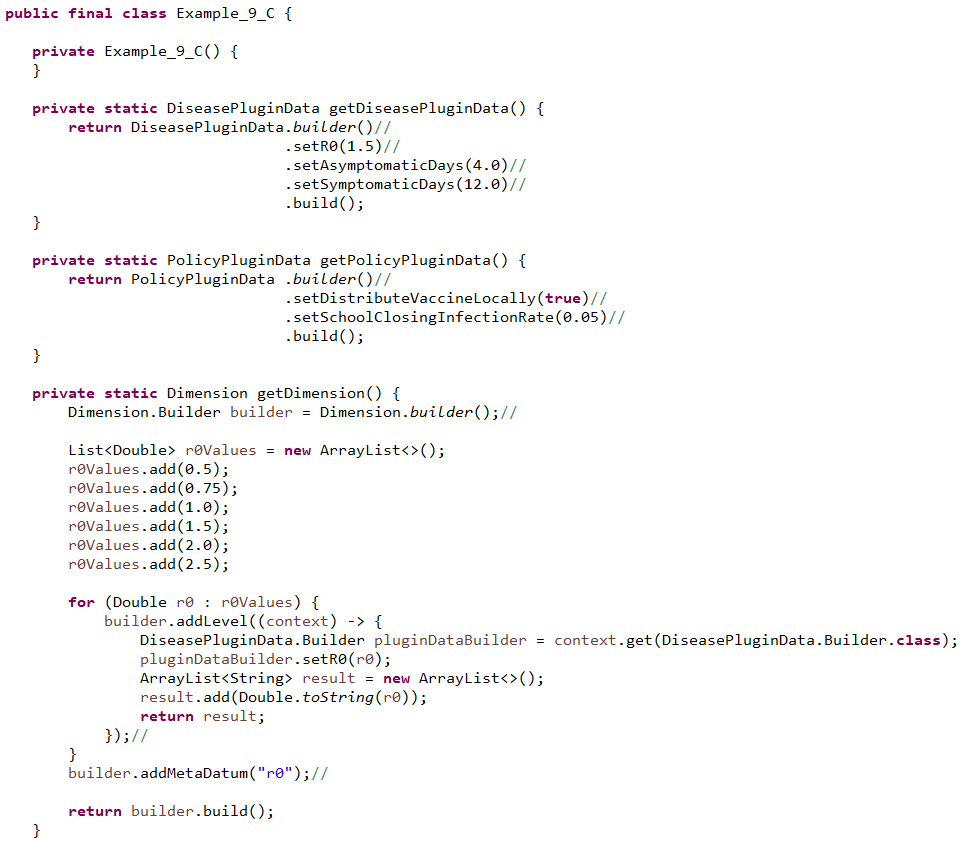 public final class Example_9_C {
private Example_9_C() {
}
private static DiseasePluginData getDiseasePluginData() {
return DiseasePluginData.builder()//
.setR0(1.5)//
.setAsymptomaticDays(4.0)//
.setSymptomaticDays(12.0)//
.build();
}
private static PolicyPluginData getPolicyPluginData() {
return PolicyPluginData .builder()//
.setDistributeVaccineLocally(true)//
.setSchoolClosingInfectionRate(0.05)//
.build();
}
private static Dimension getDimension() {
Dimension.Builder builder = Dimension.builder();//
List<Double> r0Values = new ArrayList<>();
r0Values.add(0.5);
r0Values.add(0.75);
r0Values.add(1.0);
r0Values.add(1.5);
r0Values.add(2.0);
r0Values.add(2.5);
for (Double r0 : r0Values) {
builder.addLevel((context) -> {
DiseasePluginData.Builder pluginDataBuilder = context.get(DiseasePluginData.Builder.class);
pluginDataBuilder.setR0(r0);
ArrayList<String> result = new ArrayList<>();
result.add(Double.toString(r0));
return result;
});//
}
builder.addMetaDatum("r0");//
return builder.build();
}